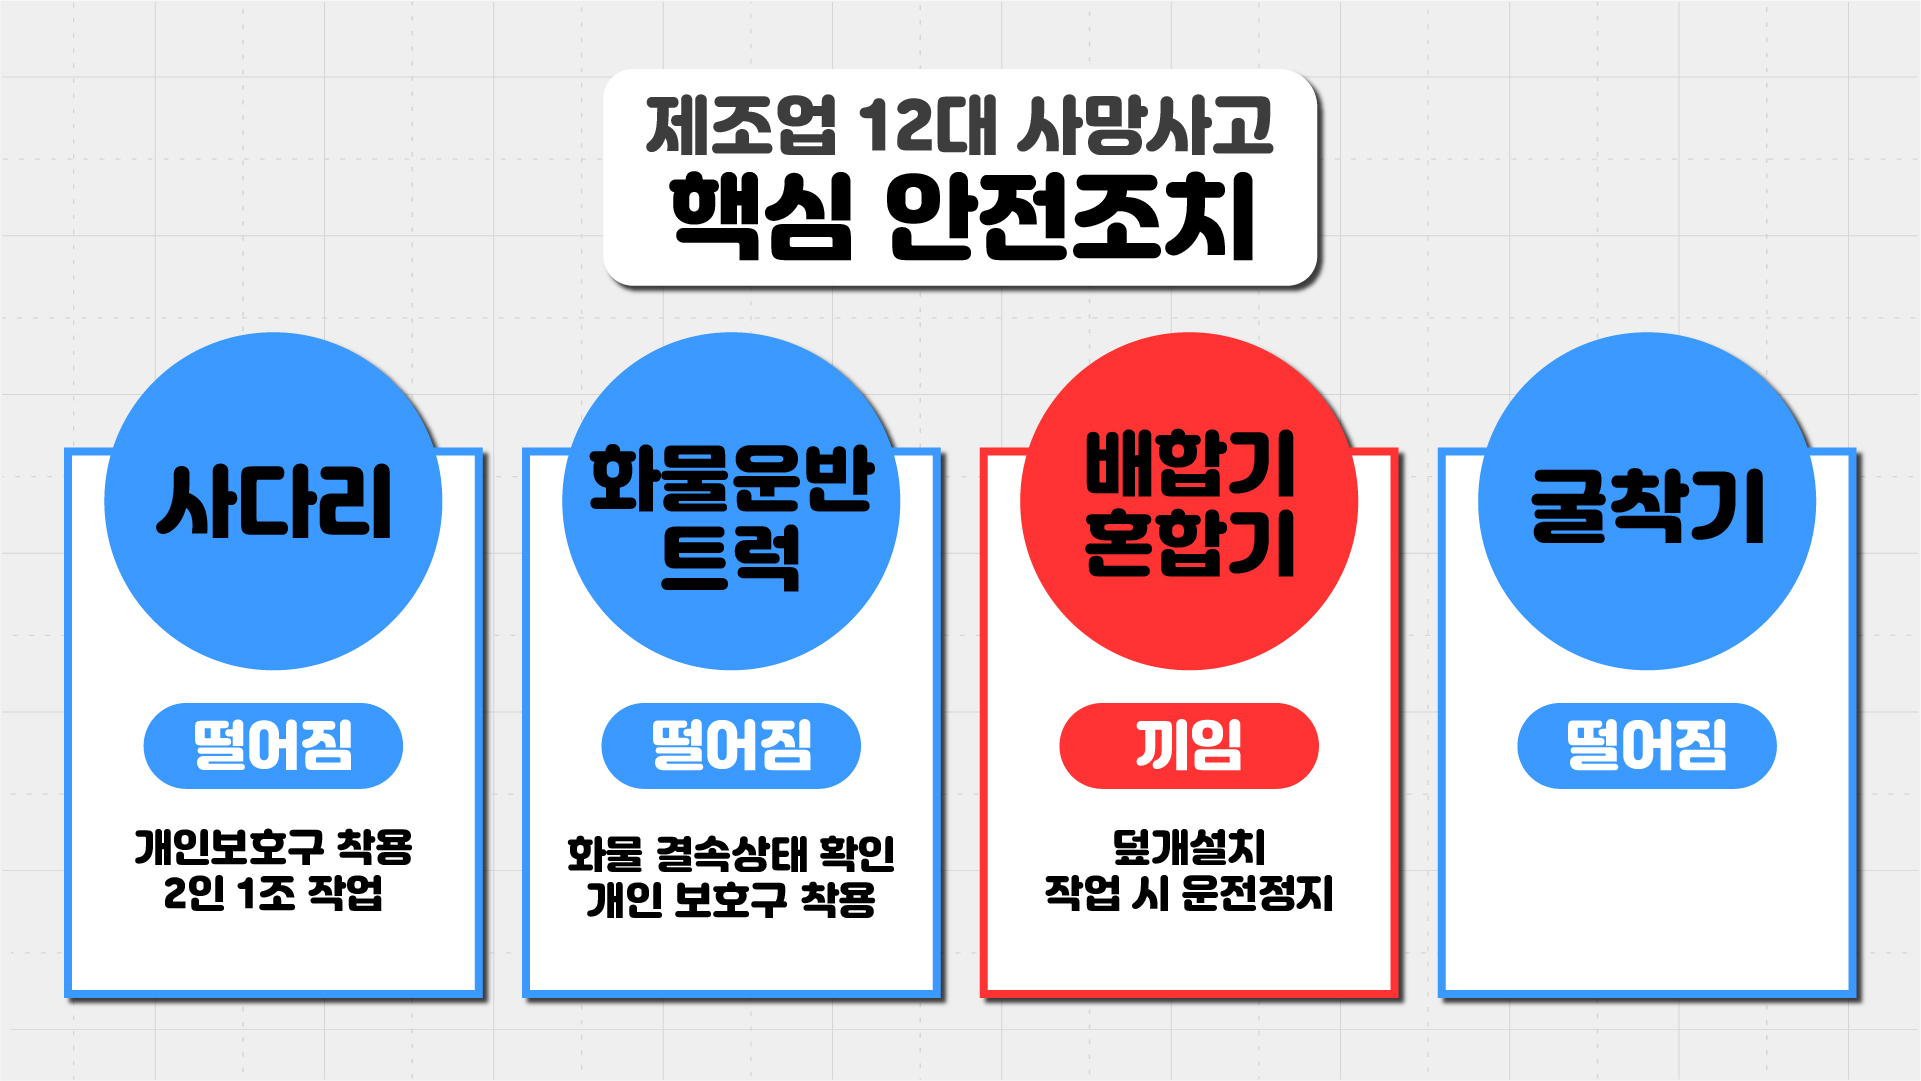 제조업 12대 사망사고
핵심 안전조치
사다리
떨어짐
개인보호구 착용
2인 1조 작업
화물운반
트럭
떨어짐
화물 결속상태 확인
개인 보호구 착용
배합기
혼합기
끼임
덮개설치
작업 시 운전정지
굴착기
떨어짐